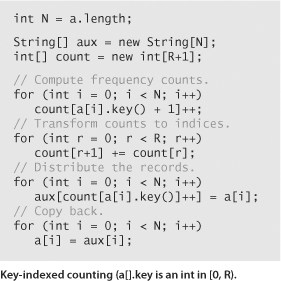 int N = a.length;
String[] aux = new String[N];
int[] count = new int[R+1];
// Compute frequency counts.
for (int i = 0; i < N; i++)
count[a[i].key() + 1]++;
// Transform counts to indices.
for (int r = 0; r < R; r++)
count[r+1] += count[r];
// Distribute the records.
for (int i = 0; i < N; i++)
aux[count[a[i].key()]++] = a[i];
// Copy back.
for (int i = 0; i < N; i++)
a[i] = aux[i];
Key-indexed counting (a[].key is an int in [0, R).